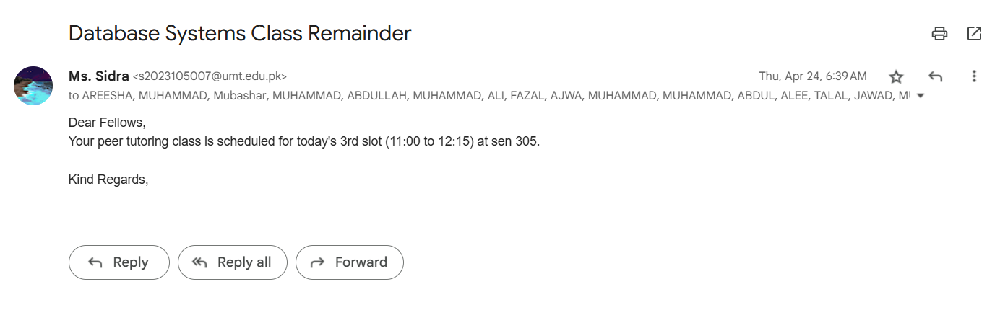 Database Systems Class Remainder
Ms. Sidra <s2023105007@umt.edu.pk> Thu, Apr 24, 6:39 AM
to AREESHA, MUHAMMAD, Mubashar, MUHAMMAD, ABDULLAH, MUHAMMAD, ALI, FAZAL, AJWA, MUHAMMAD, MUHAMMAD, ABDUL, ALEE, TALAL, JAWAD,
Dear Fellows,
Your peer tutoring class is scheduled for today's 3rd slot (11:00 to 12:15) at sen 305.
Kind Regards,
Reply Reply all Forward